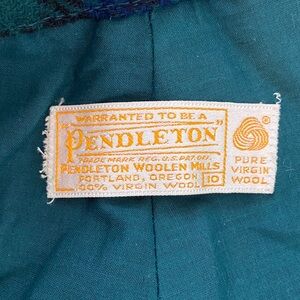 WARRANTED TO BE A
"PENDLETON"
TRADE MARK REG. U.S. PAT. OFF.
PENDLETON WOOLEN MILLS
PORTLAND, OREGON
100% VIRGIN WOOL
10
®
PURE
VIRGIN
WOOL